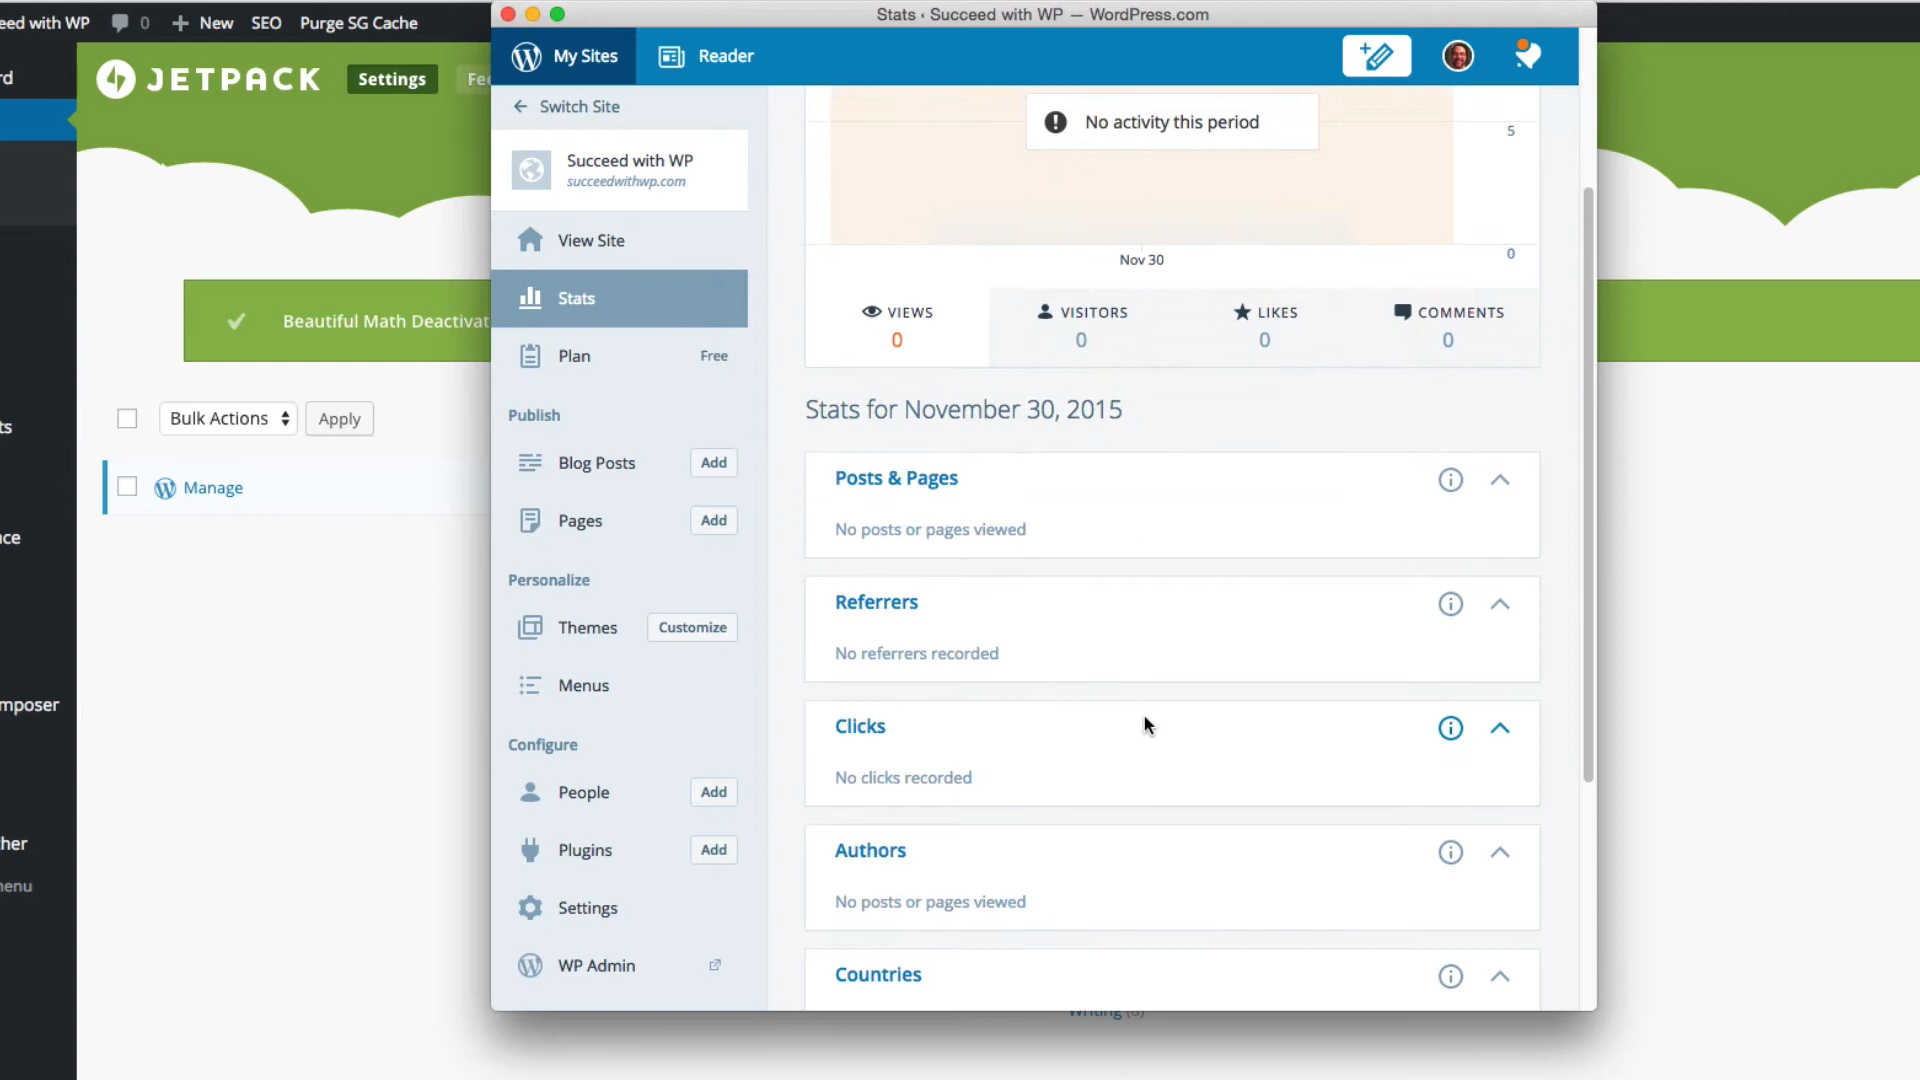 eed with WP 0 New SEO Purge SG Cache
rd
JETPACK Settings Fee
Beautiful Math Deactivat
Bulk Actions Apply
Manage
ts
ce
mposer
her
enu
Stats ‹ Succeed with WP — WordPress.com
My Sites Reader
Switch Site
Succeed with WP
succeedwithwp.com
View Site
Stats
Plan Free
Publish
Blog Posts Add
Pages Add
Personalize
Themes Customize
Menus
Configure
People Add
Plugins Add
Settings
WP Admin
No activity this period
5
0
Nov 30
VIEWS VISITORS LIKES COMMENTS
0 0 0 0
Stats for November 30, 2015
Posts & Pages
No posts or pages viewed
Referrers
No referrers recorded
Clicks
No clicks recorded
Authors
No posts or pages viewed
Countries
Writing